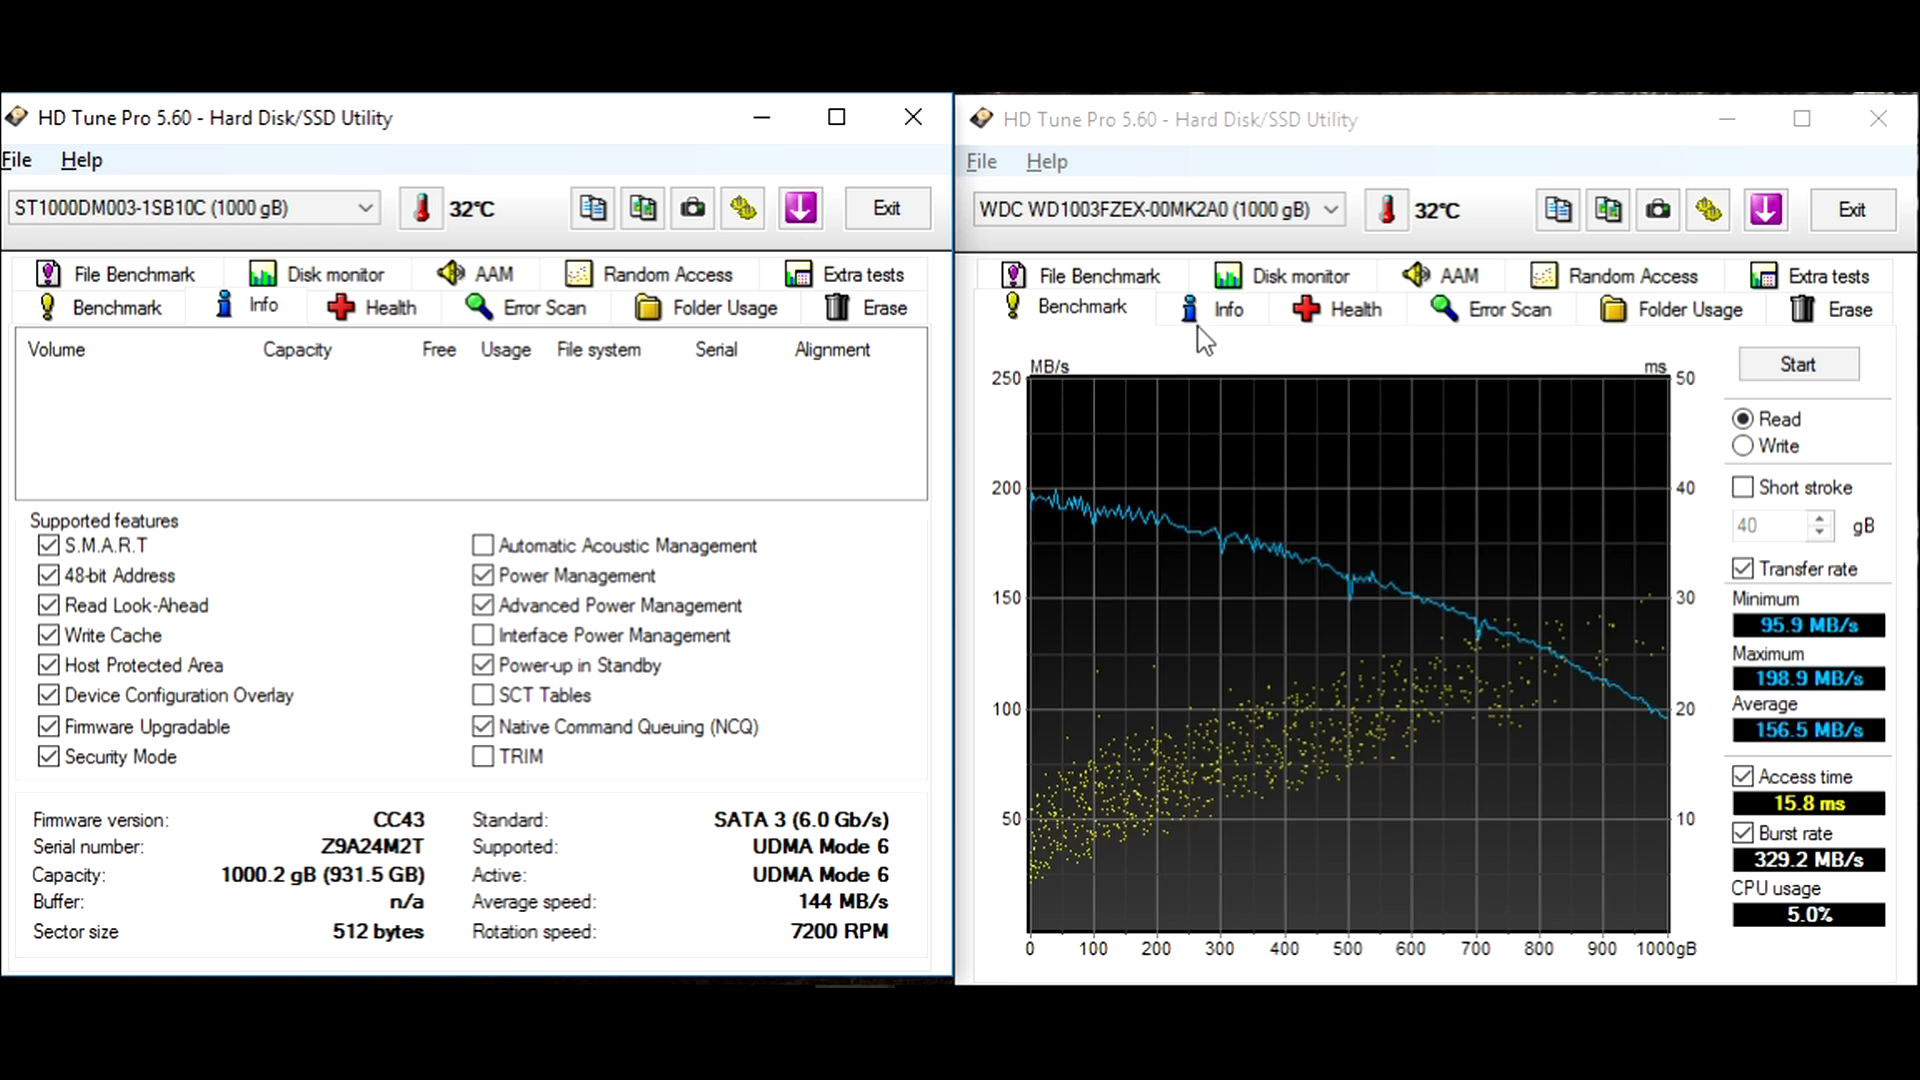 HD Tune Pro 5.60 - Hard Disk/SSD Utility
File Help
ST1000DM003-1SB10C (1000 gB) 32°C Exit
File Benchmark Disk monitor AAM Random Access Extra tests
Benchmark Info Health Error Scan Folder Usage Erase
Volume Capacity Free Usage File system Serial Alignment
Supported features
S.M.A.R.T Automatic Acoustic Management
48-bit Address Power Management
Read Look-Ahead Advanced Power Management
Write Cache Interface Power Management
Host Protected Area Power-up in Standby
Device Configuration Overlay SCT Tables
Firmware Upgradable Native Command Queuing (NCQ)
Security Mode TRIM
Firmware version: CC43 Standard: SATA 3 (6.0 Gb/s)
Serial number: Z9A24M2T Supported: UDMA Mode 6
Capacity: 1000.2 gB (931.5 GB) Active: UDMA Mode 6
Buffer: n/a Average speed: 144 MB/s
Sector size 512 bytes Rotation speed: 7200 RPM
HD Tune Pro 5.60 - Hard Disk/SSD Utility
File Help
WDC WD1003FZEX-00MK2A0 (1000 gB) 32°C Exit
File Benchmark Disk monitor AAM Random Access Extra tests
Benchmark Info Health Error Scan Folder Usage Erase
MB/s ms
250 50
200 40
150 30
100 20
50 10
0 100 200 300 400 500 600 700 800 900 1000gB
Start
Read
Write
Short stroke
40 gB
Transfer rate
Minimum
95.9 MB/s
Maximum
198.9 MB/s
Average
156.5 MB/s
Access time
15.8 ms
Burst rate
329.2 MB/s
CPU usage
5.0%